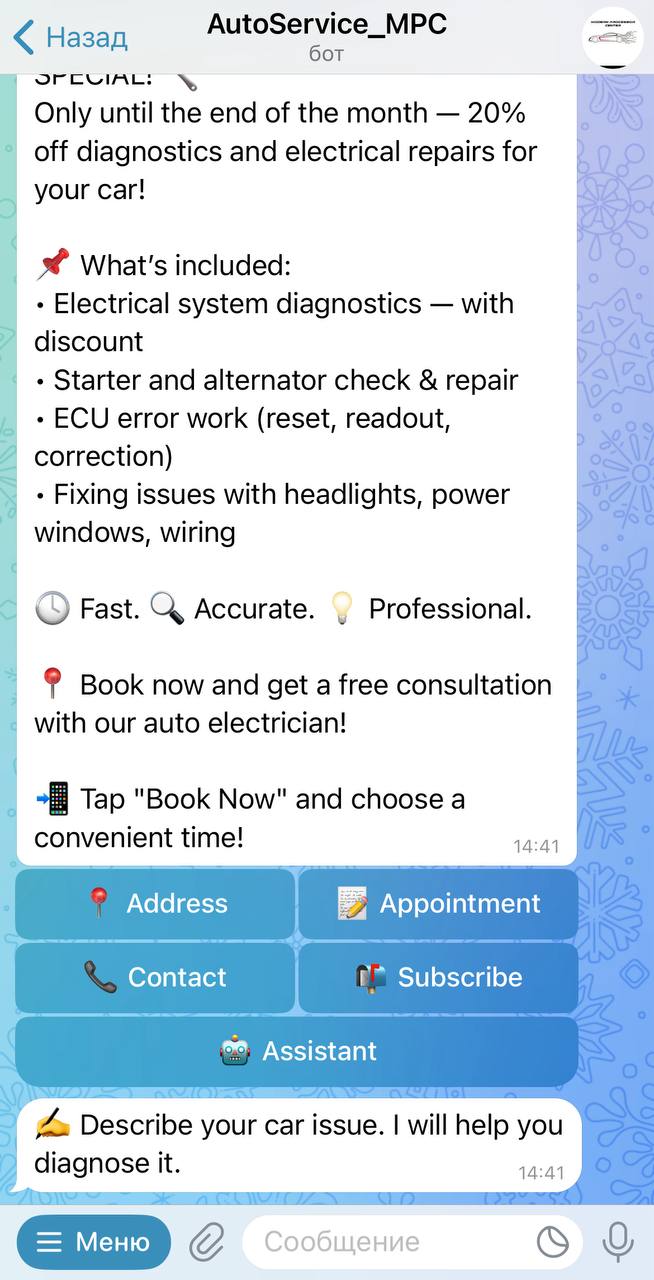 Назад
AutoService_MPC
бот
SPECIAL!
Only until the end of the month — 20%
off diagnostics and electrical repairs for
your car!
What’s included:
• Electrical system diagnostics — with
discount
• Starter and alternator check & repair
• ECU error work (reset, readout,
correction)
• Fixing issues with headlights, power
windows, wiring
Fast. Accurate. Professional.
Book now and get a free consultation
with our auto electrician!
Tap "Book Now" and choose a
convenient time!
14:41
Address
Appointment
Contact
Subscribe
Assistant
Describe your car issue. I will help you
diagnose it.
14:41
Меню
Сообщение